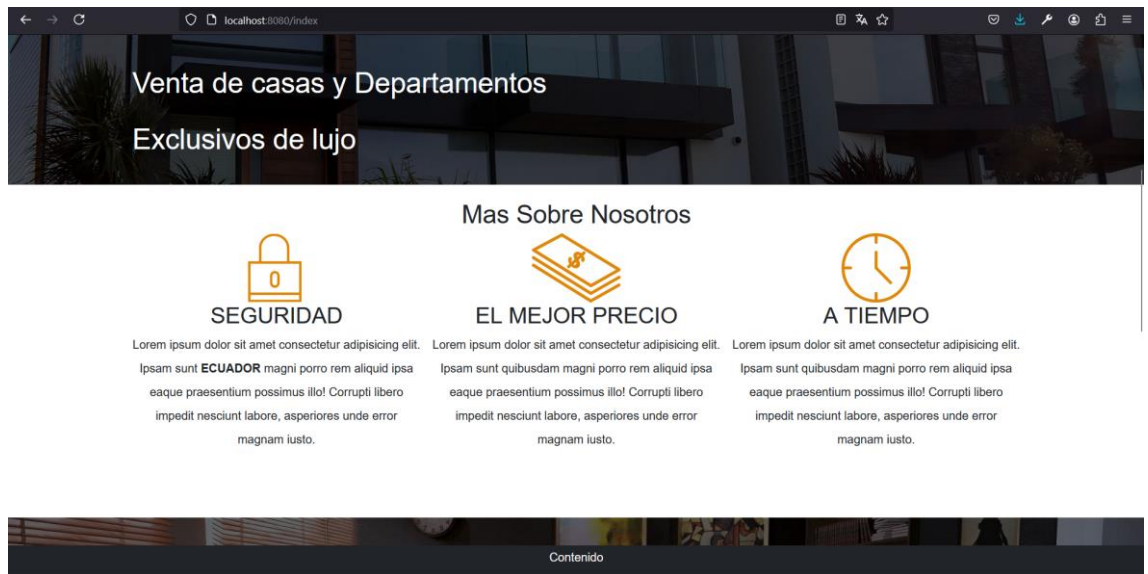 localhost:8080/index
Venta de casas y Departamentos
Exclusivos de lujo
Mas Sobre Nosotros
0
$
SEGURIDAD
EL MEJOR PRECIO
A TIEMPO
Lorem ipsum dolor sit amet consectetur adipisicing elit.
Ipsam sunt ECUADOR magni porro rem aliquid ipsa
eaque praesentium possimus illo! Corrupti libero
impedit nesciunt labore, asperiores unde error
magnam iusto.
Lorem ipsum dolor sit amet consectetur adipisicing elit.
Ipsam sunt quibusdam magni porro rem aliquid ipsa
eaque praesentium possimus illo! Corrupti libero
impedit nesciunt labore, asperiores unde error
magnam iusto.
Lorem ipsum dolor sit amet consectetur adipisicing elit.
Ipsam sunt quibusdam magni porro rem aliquid ipsa
eaque praesentium possimus illo! Corrupti libero
impedit nesciunt labore, asperiores unde error
magnam iusto.
Contenido